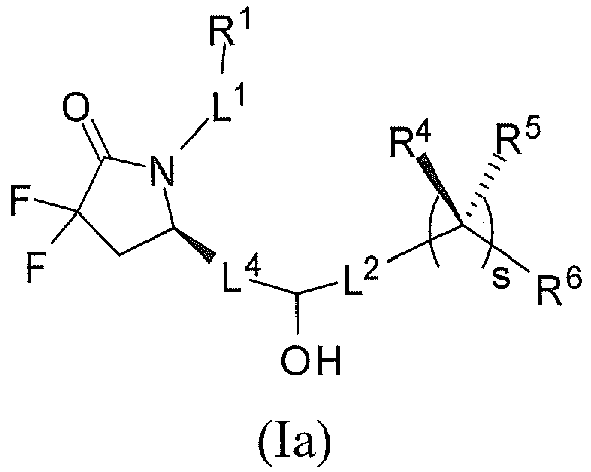 R¹
O L¹
R⁴ R⁵
N
F
F
L⁴ L² s R⁶
OH
(Ia)